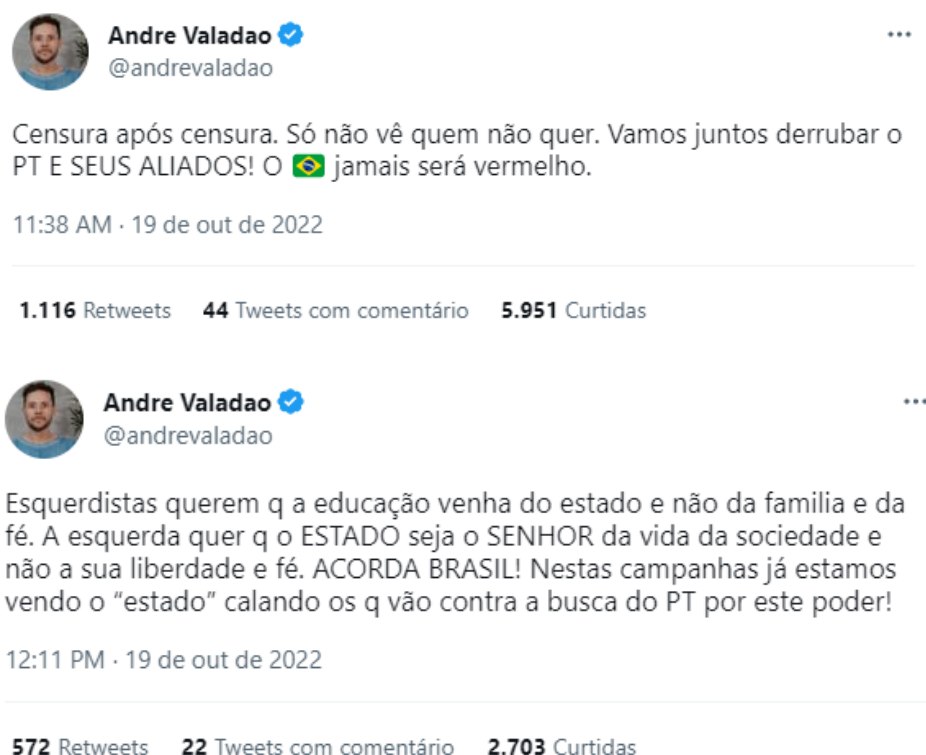 Andre Valadao
@andrevaladao
Censura após censura. Só não vê quem não quer. Vamos juntos derrubar o
PT E SEUS ALIADOS! O 🇧🇷 jamais será vermelho.
11:38 AM · 19 de out de 2022
1.116 Retweets 44 Tweets com comentário 5.951 Curtidas
Andre Valadao
@andrevaladao
Esquerdistas querem q a educação venha do estado e não da familia e da
fé. A esquerda quer q o ESTADO seja o SENHOR da vida da sociedade e
não a sua liberdade e fé. ACORDA BRASIL! Nestas campanhas já estamos
vendo o “estado” calando os q vão contra a busca do PT por este poder!
12:11 PM · 19 de out de 2022
572 Retweets 22 Tweets com comentário 2.703 Curtidas